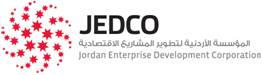 JEDCO
المؤسسة الأردنية لتطوير المشاريع الاقتصادية
Jordan Enterprise Development Corporation